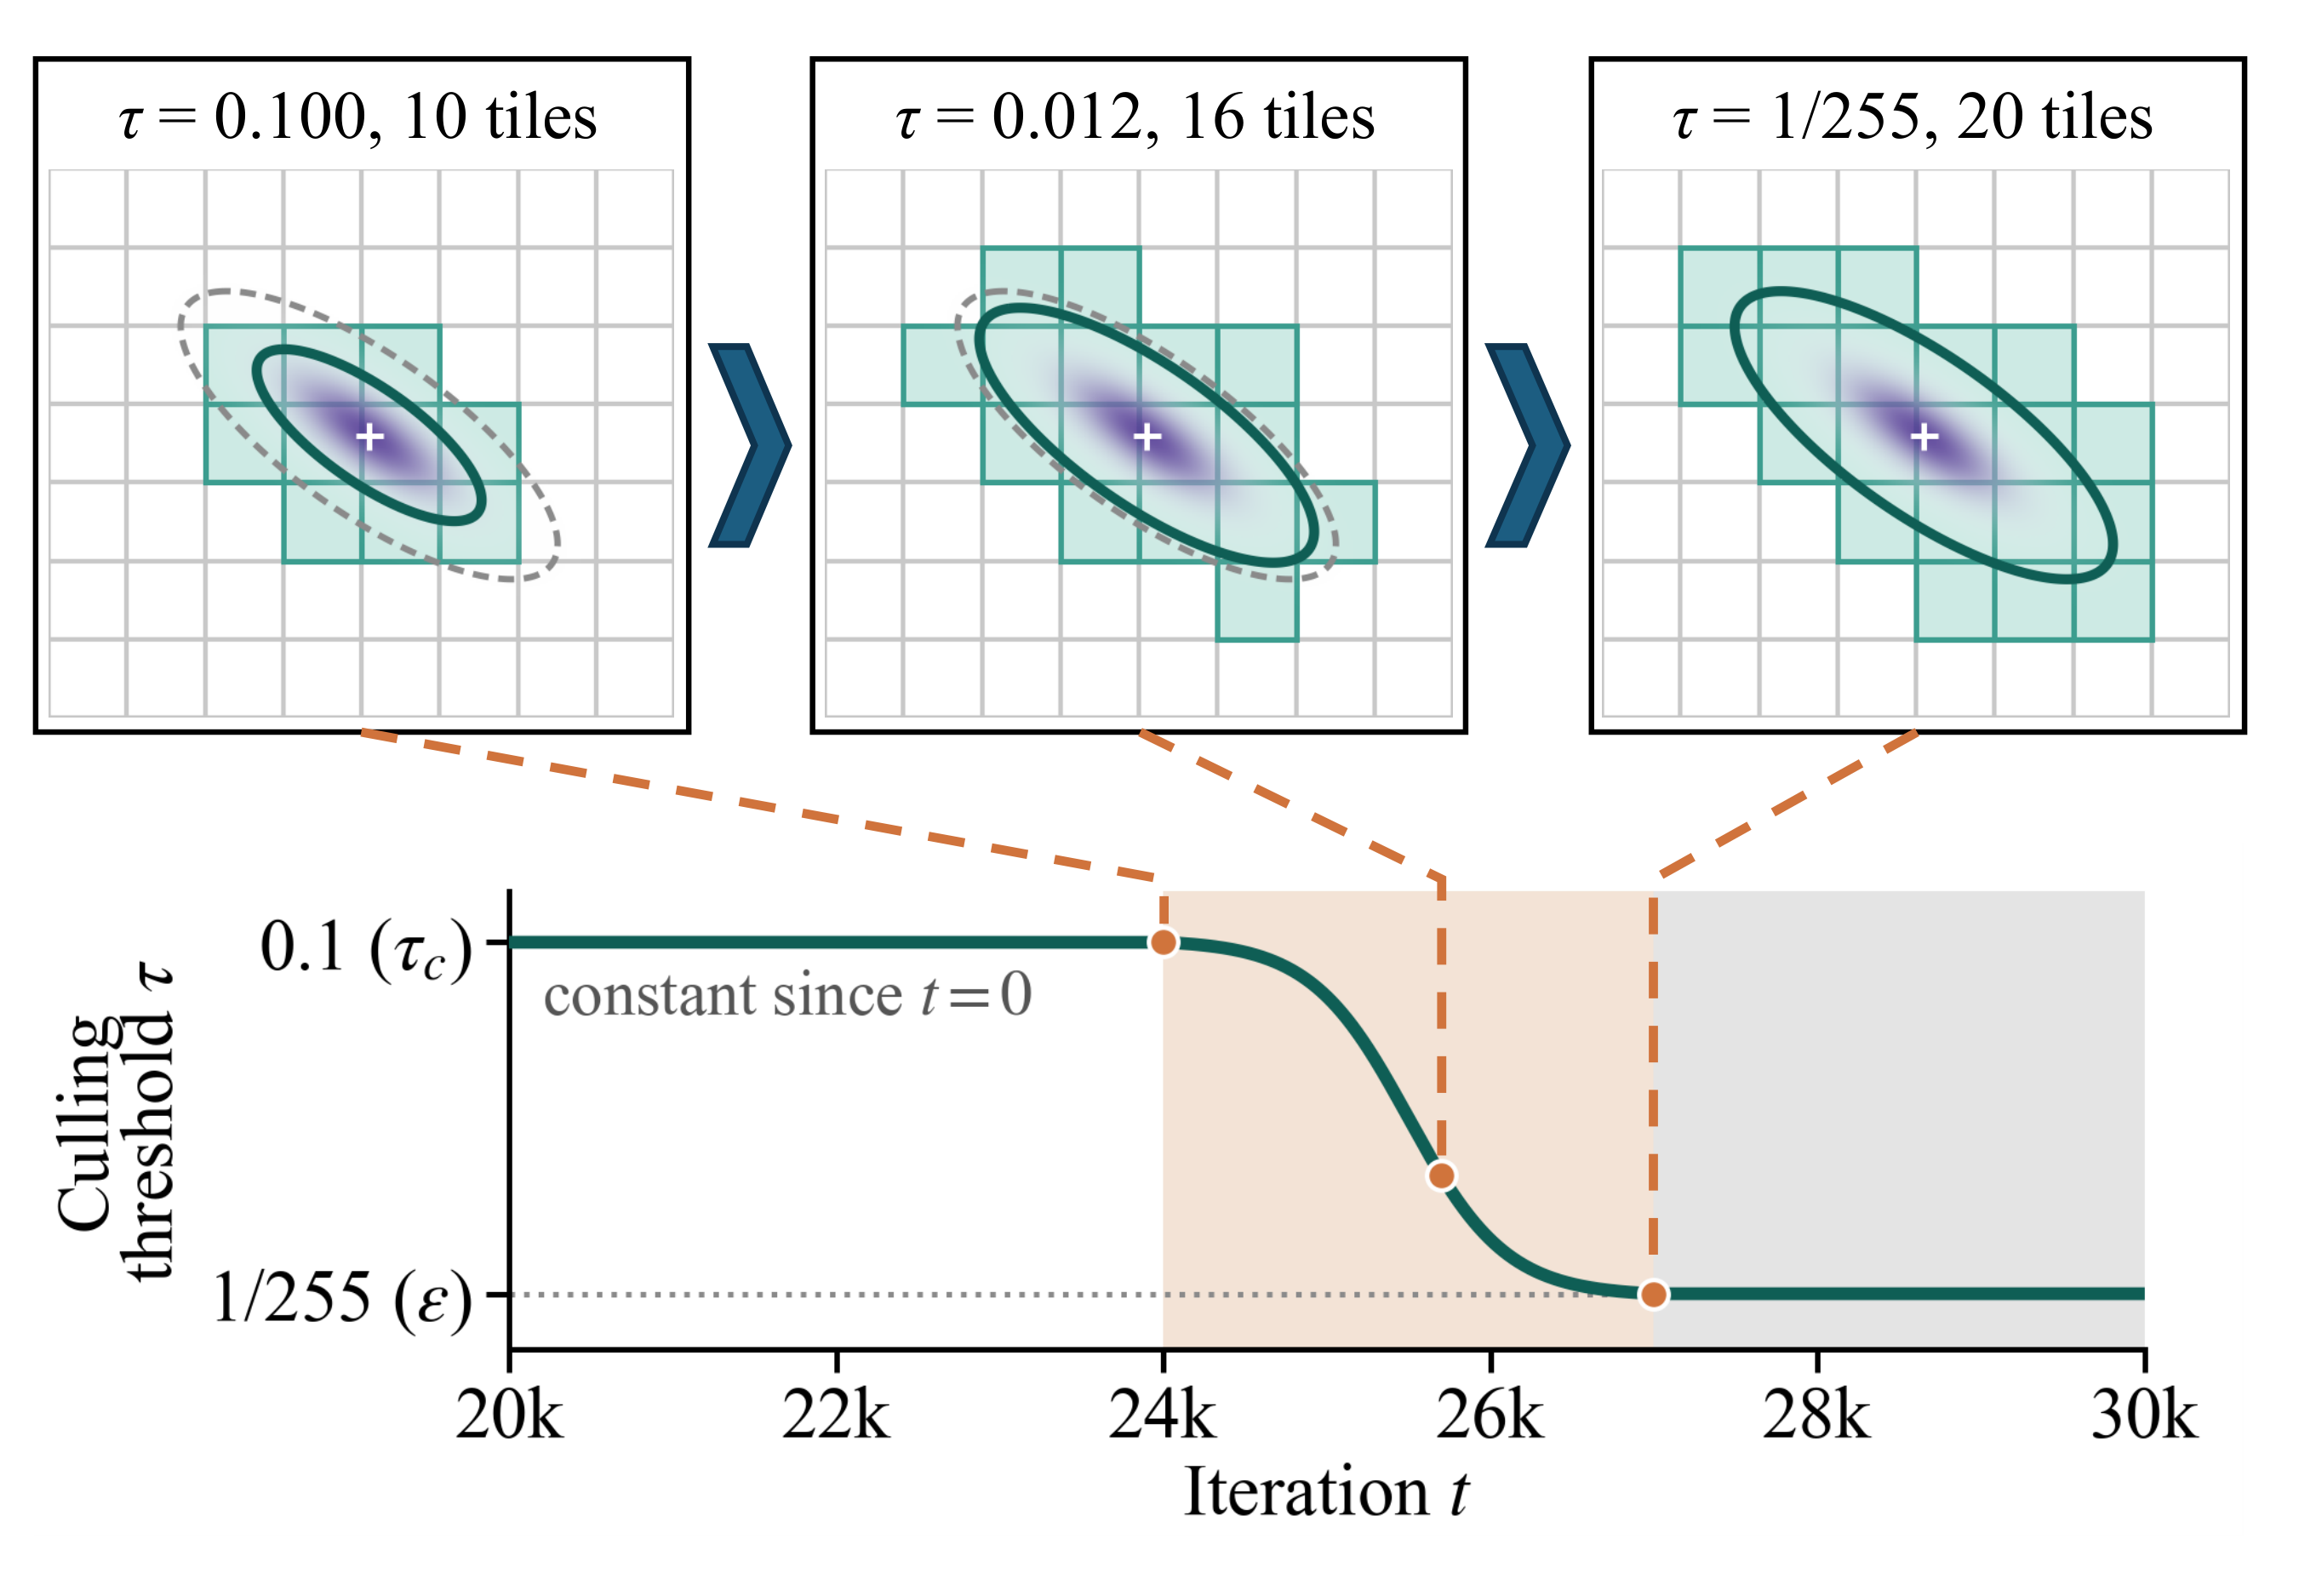 τ = 0.100, 10 tiles
τ = 0.012, 16 tiles
τ = 1/255, 20 tiles
0.1 (τc)
constant since t = 0
Culling
threshold τ
1/255 (ε)
20k
22k
24k
26k
28k
30k
Iteration t